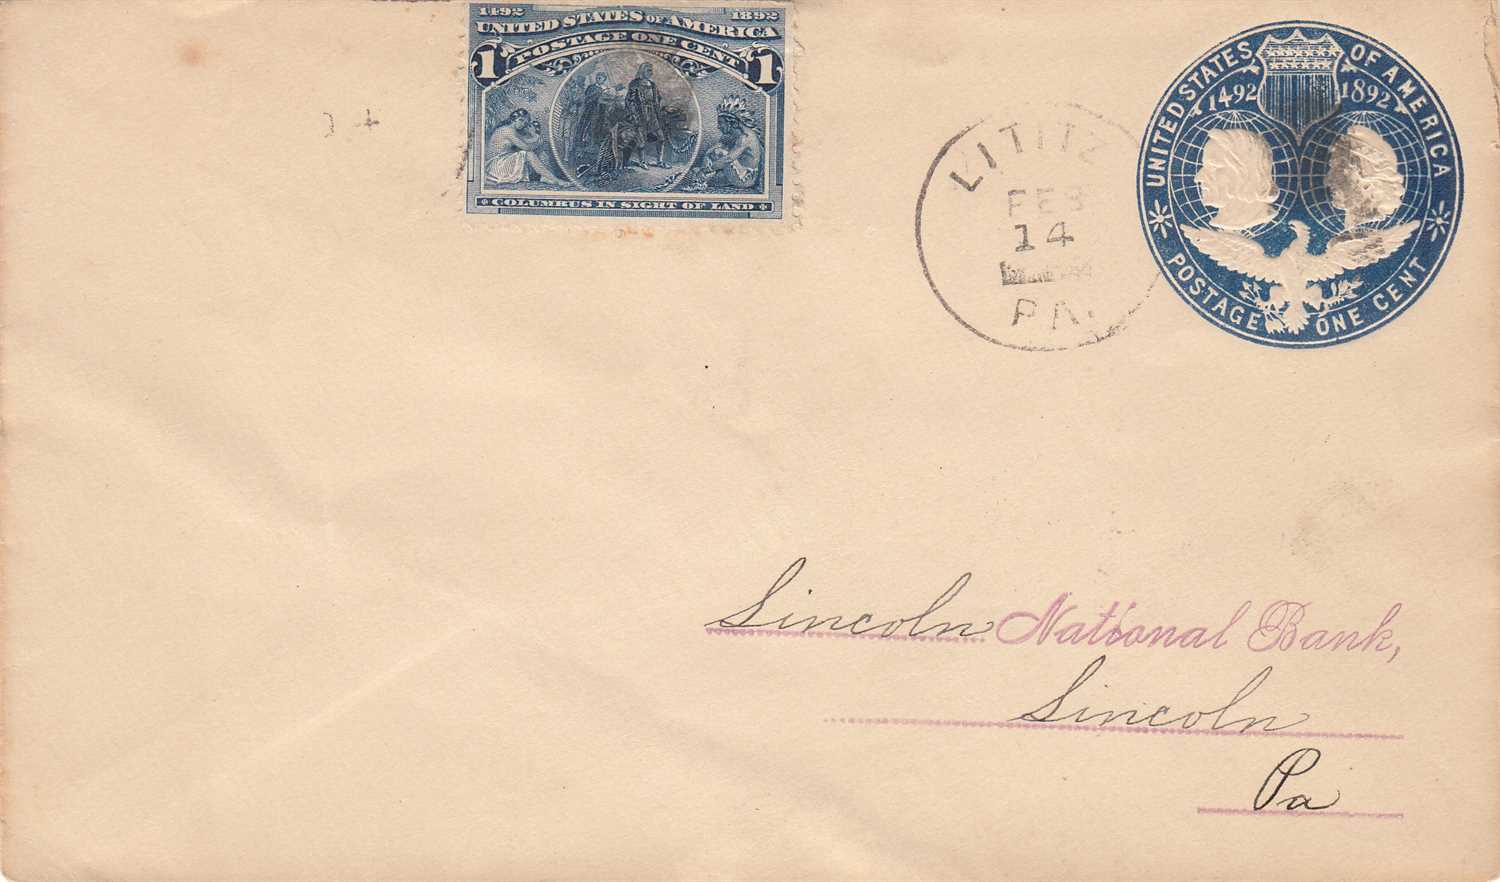 1492 1892
UNITED STATES OF AMERICA
POSTAGE ONE CENT
1 1
COLUMBUS IN SIGHT OF LAND
LITITZ
FEB
14
PA.
UNITED STATES OF AMERICA
1492 1892
POSTAGE ONE CENT
Lincoln National Bank,
Lincoln
Pa